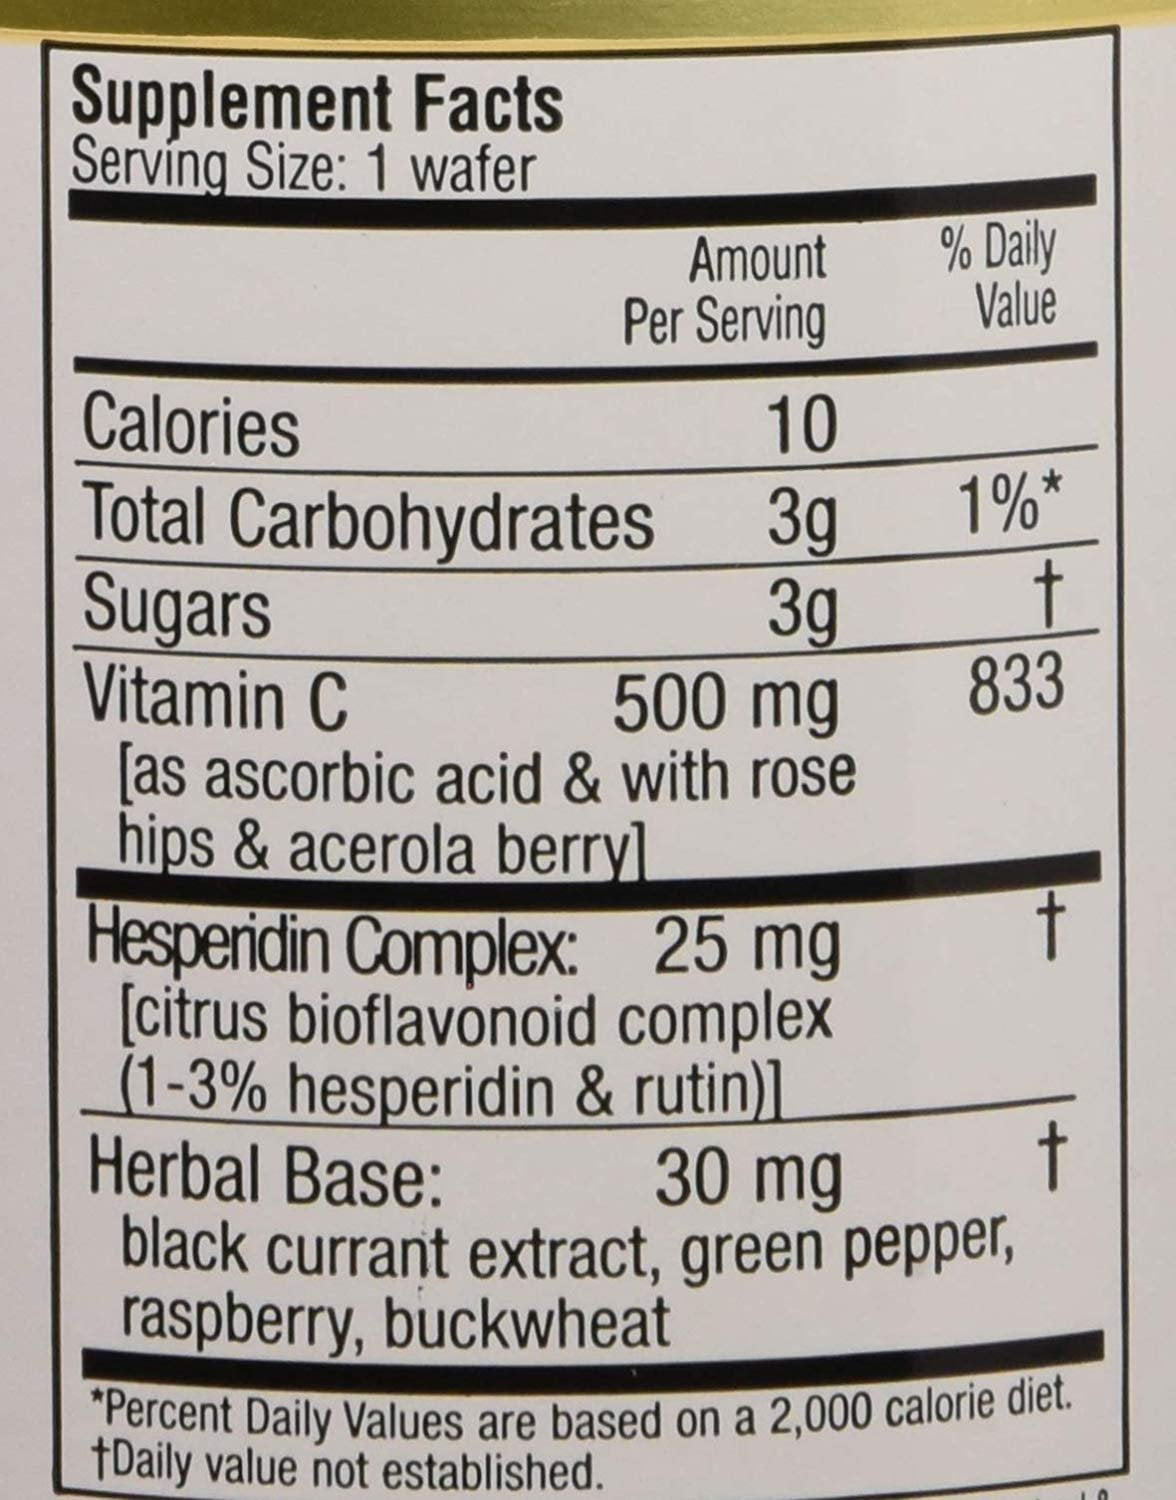 Supplement Facts
Serving Size: 1 wafer
Amount Per Serving % Daily Value
Calories 10
Total Carbohydrates 3g 1%*
Sugars 3g †
Vitamin C 500 mg 833
[as ascorbic acid & with rose
hips & acerola berry]
Hesperidin Complex: 25 mg †
[citrus bioflavonoid complex
(1-3% hesperidin & rutin)]
Herbal Base: 30 mg †
black currant extract, green pepper,
raspberry, buckwheat
*Percent Daily Values are based on a 2,000 calorie diet.
†Daily value not established.